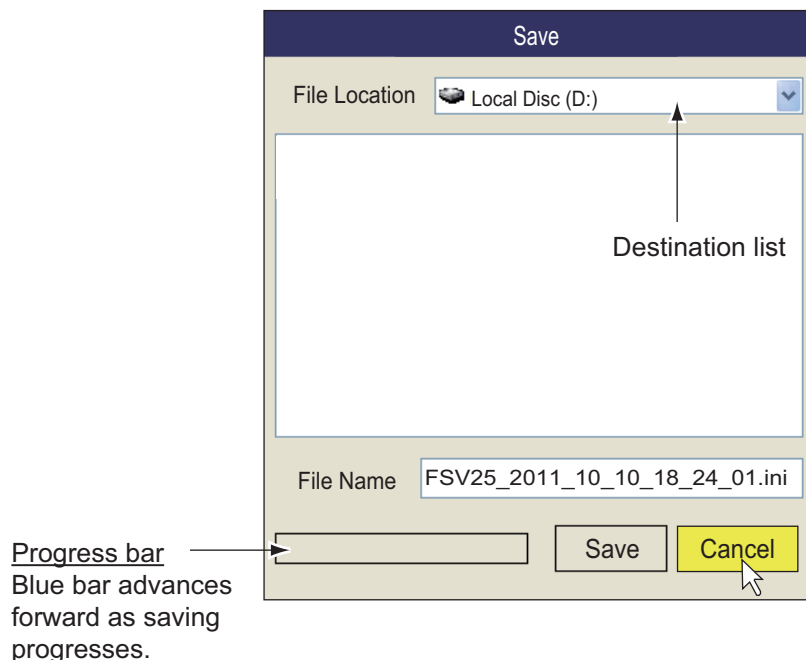 Save
File Location
Local Disc (D:)
Destination list
File Name
FSV25_2011_10_10_18_24_01.ini
Save
Cancel
Progress bar
Blue bar advances
forward as saving
progresses.